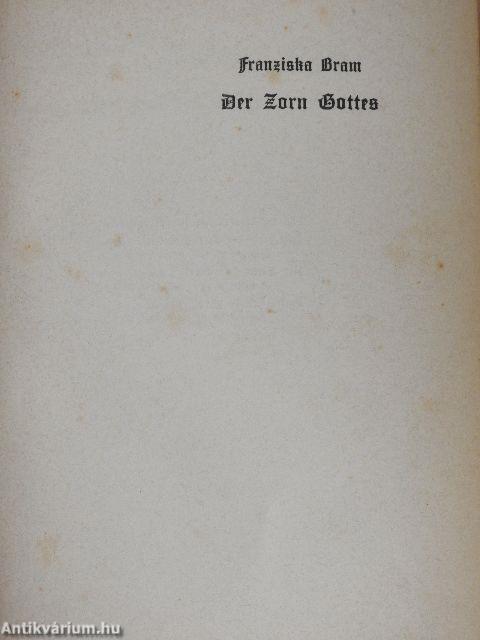 Franziska Bram
Der Zorn Gottes
Antikvárium.hu